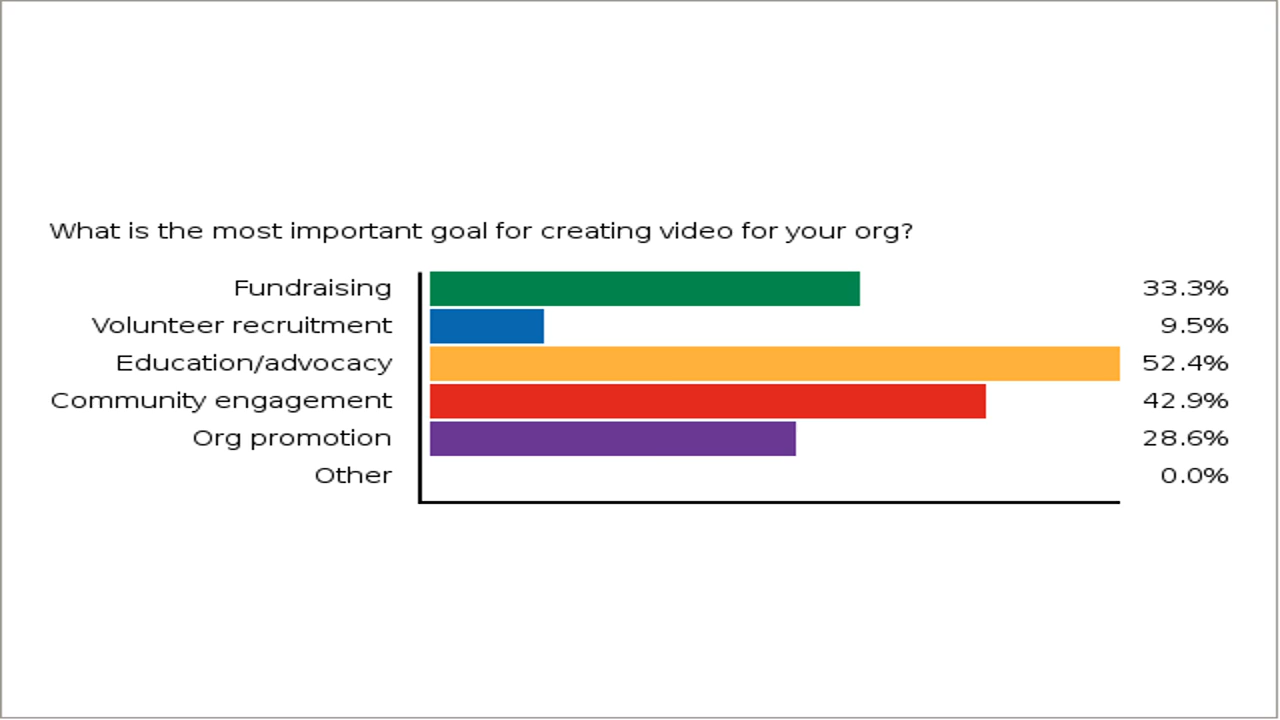 What is the most important goal for creating video for your org?
Fundraising 33.3%
Volunteer recruitment 9.5%
Education/advocacy 52.4%
Community engagement 42.9%
Org promotion 28.6%
Other 0.0%